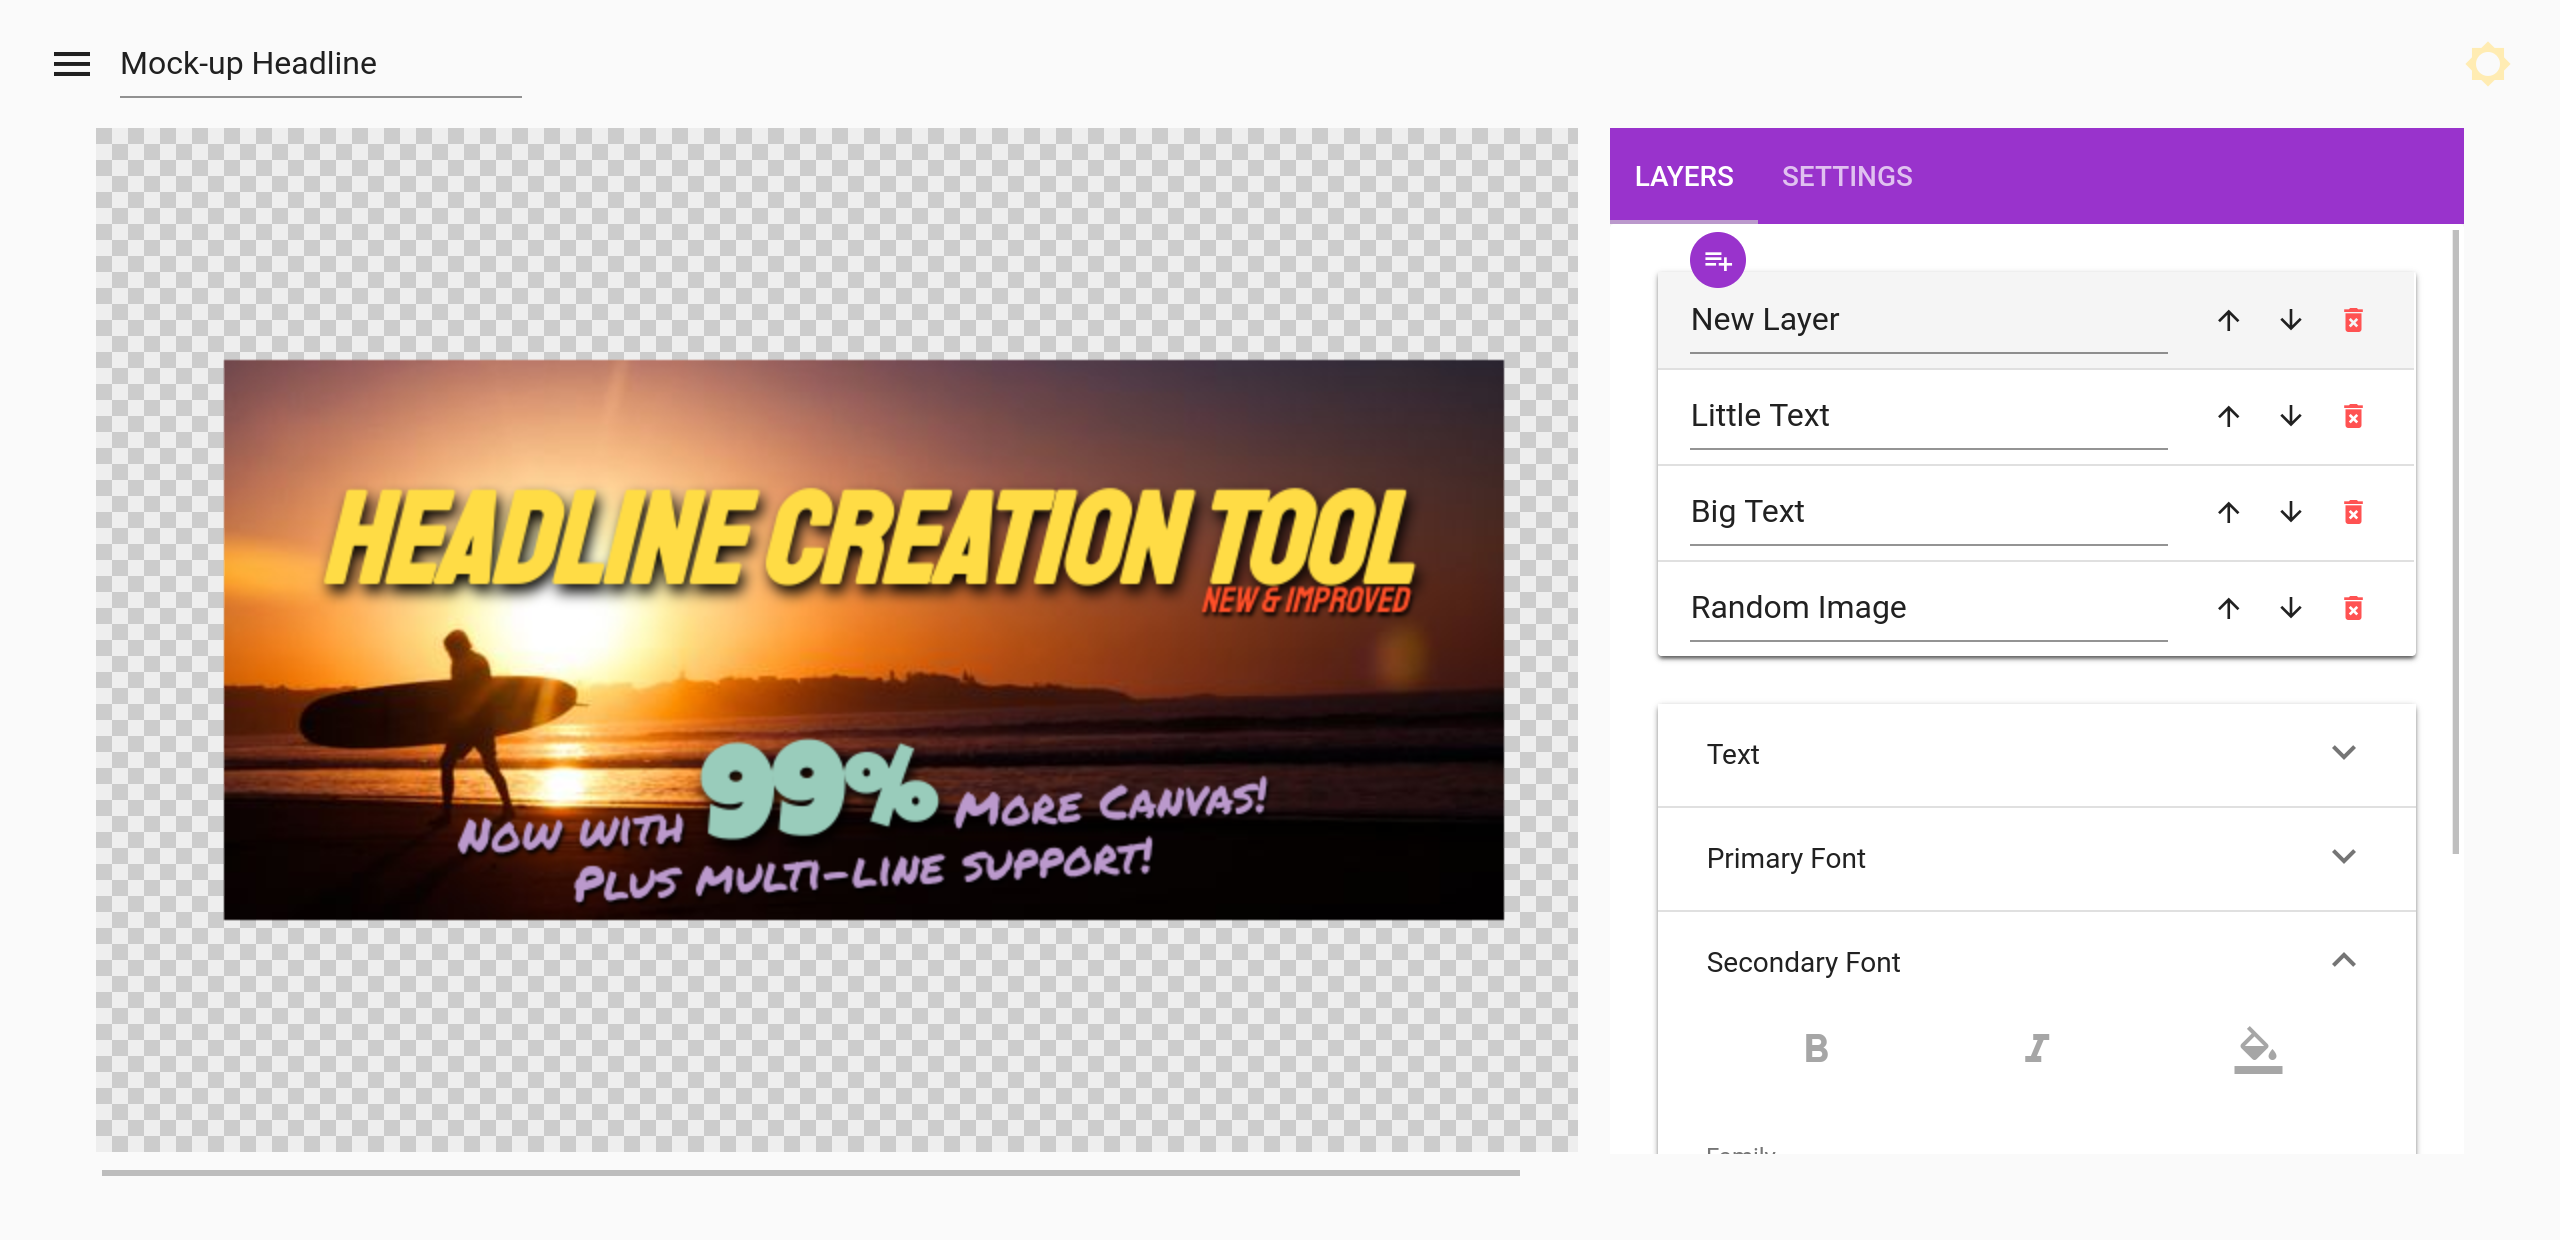 Mock-up Headline
LAYERS SETTINGS
HEADLINE CREATION TOOL
NEW & IMPROVED
NOW WITH 99% MORE CANVAS!
PLUS MULTI-LINE SUPPORT!
New Layer
Little Text
Big Text
Random Image
Text
Primary Font
Secondary Font
B I
Family